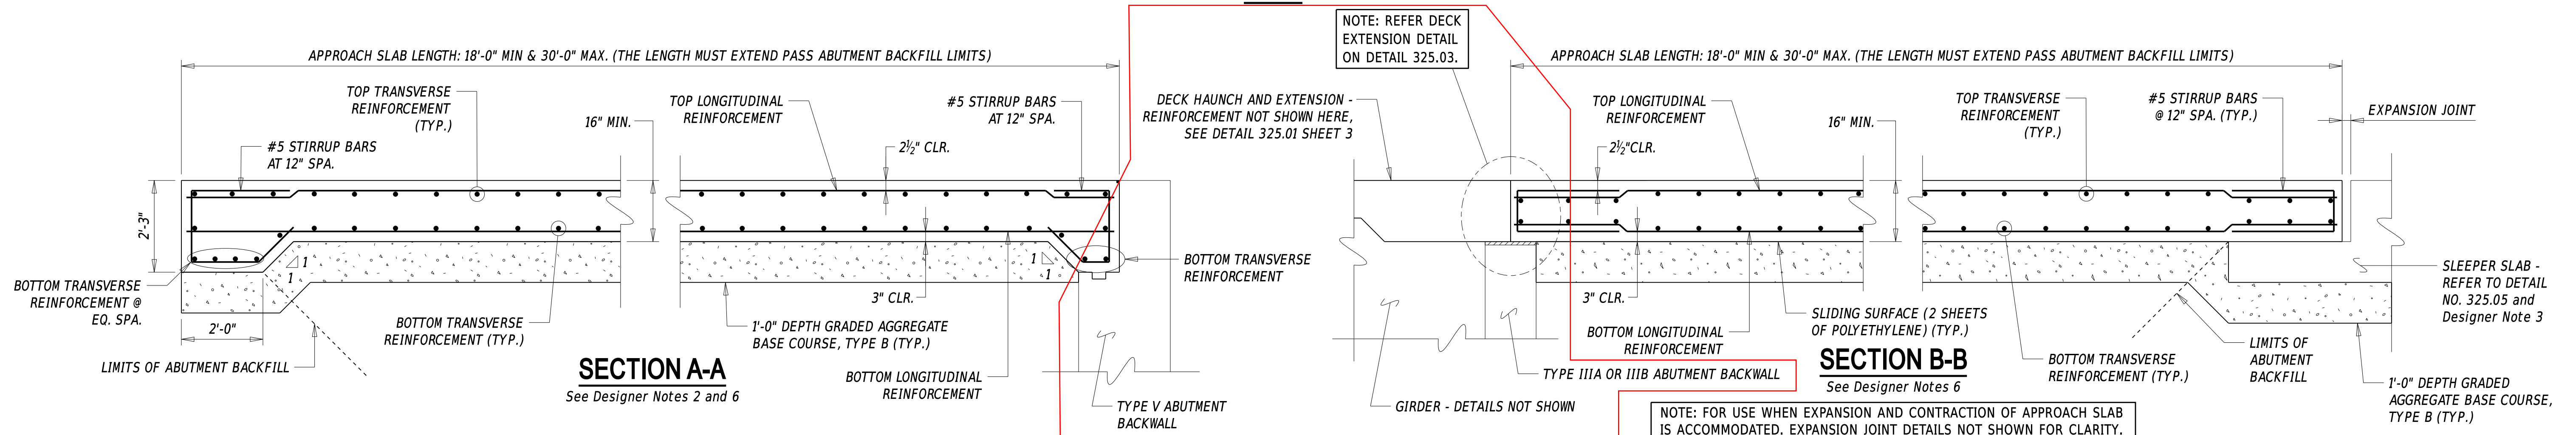 APPROACH SLAB LENGTH: 18'-0" MIN & 30'-0" MAX. (THE LENGTH MUST EXTEND PASS ABUTMENT BACKFILL LIMITS)
TOP TRANSVERSE
REINFORCEMENT
(TYP.)
TOP LONGITUDINAL
REINFORCEMENT
#5 STIRRUP BARS
AT 12" SPA.
16" MIN.
#5 STIRRUP BARS
AT 12" SPA.
2½" CLR.
2'-3"
1
1
1
1
BOTTOM TRANSVERSE
REINFORCEMENT @
EQ. SPA.
2'-0"
BOTTOM TRANSVERSE
REINFORCEMENT
3" CLR.
BOTTOM TRANSVERSE
REINFORCEMENT (TYP.)
1'-0" DEPTH GRADED AGGREGATE
BASE COURSE, TYPE B (TYP.)
LIMITS OF ABUTMENT BACKFILL
BOTTOM LONGITUDINAL
REINFORCEMENT
TYPE V ABUTMENT
BACKWALL
SECTION A-A
See Designer Notes 2 and 6
NOTE: REFER DECK
EXTENSION DETAIL
ON DETAIL 325.03.
APPROACH SLAB LENGTH: 18'-0" MIN & 30'-0" MAX. (THE LENGTH MUST EXTEND PASS ABUTMENT BACKFILL LIMITS)
DECK HAUNCH AND EXTENSION -
REINFORCEMENT NOT SHOWN HERE,
SEE DETAIL 325.01 SHEET 3
TOP LONGITUDINAL
REINFORCEMENT
16" MIN.
TOP TRANSVERSE
REINFORCEMENT
(TYP.)
#5 STIRRUP BARS
@ 12" SPA. (TYP.)
EXPANSION JOINT
2½"CLR.
3" CLR.
SLIDING SURFACE (2 SHEETS
OF POLYETHYLENE) (TYP.)
BOTTOM LONGITUDINAL
REINFORCEMENT
SLEEPER SLAB -
REFER TO DETAIL
NO. 325.05 and
Designer Note 3
LIMITS OF
ABUTMENT
BACKFILL
BOTTOM TRANSVERSE
REINFORCEMENT (TYP.)
TYPE IIIA OR IIIB ABUTMENT BACKWALL
GIRDER - DETAILS NOT SHOWN
1'-0" DEPTH GRADED
AGGREGATE BASE COURSE,
TYPE B (TYP.)
SECTION B-B
See Designer Notes 6
NOTE: FOR USE WHEN EXPANSION AND CONTRACTION OF APPROACH SLAB
IS ACCOMMODATED. EXPANSION JOINT DETAILS NOT SHOWN FOR CLARITY.